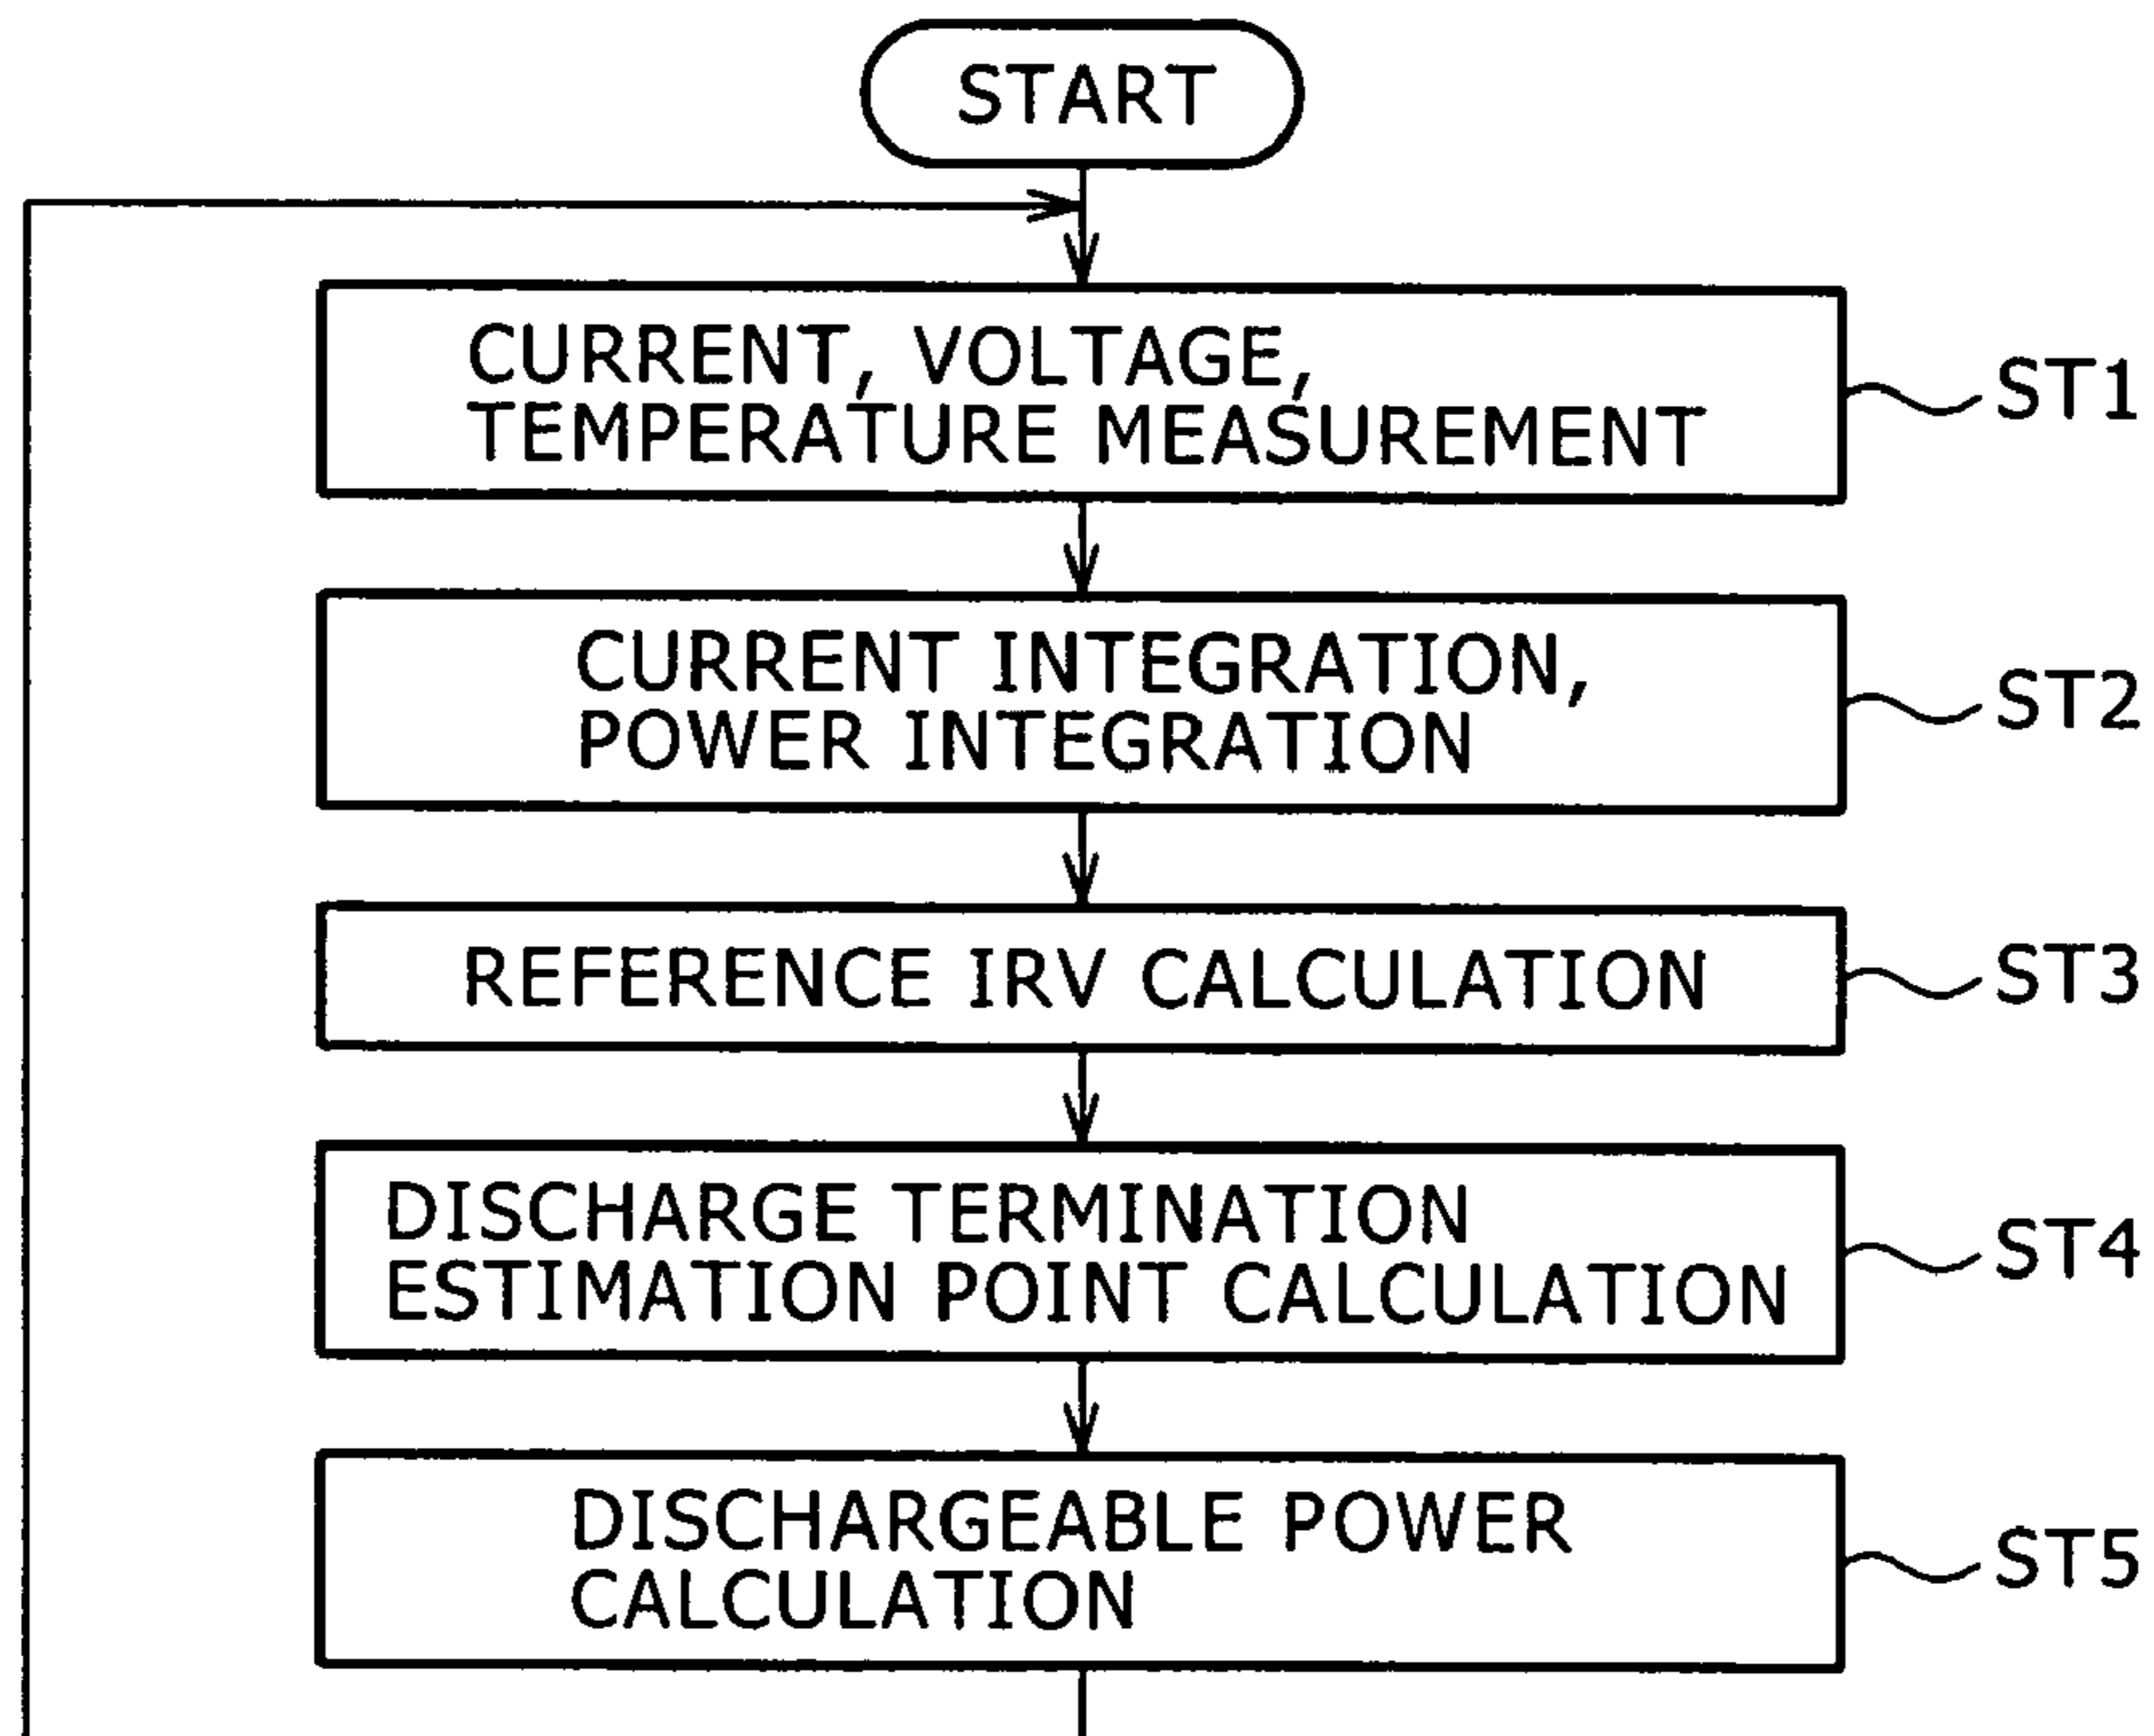 START
CURRENT, VOLTAGE,
TEMPERATURE MEASUREMENT
ST1
CURRENT INTEGRATION,
POWER INTEGRATION
ST2
REFERENCE IRV CALCULATION
ST3
DISCHARGE TERMINATION
ESTIMATION POINT CALCULATION
ST4
DISCHARGEABLE POWER
CALCULATION
ST5